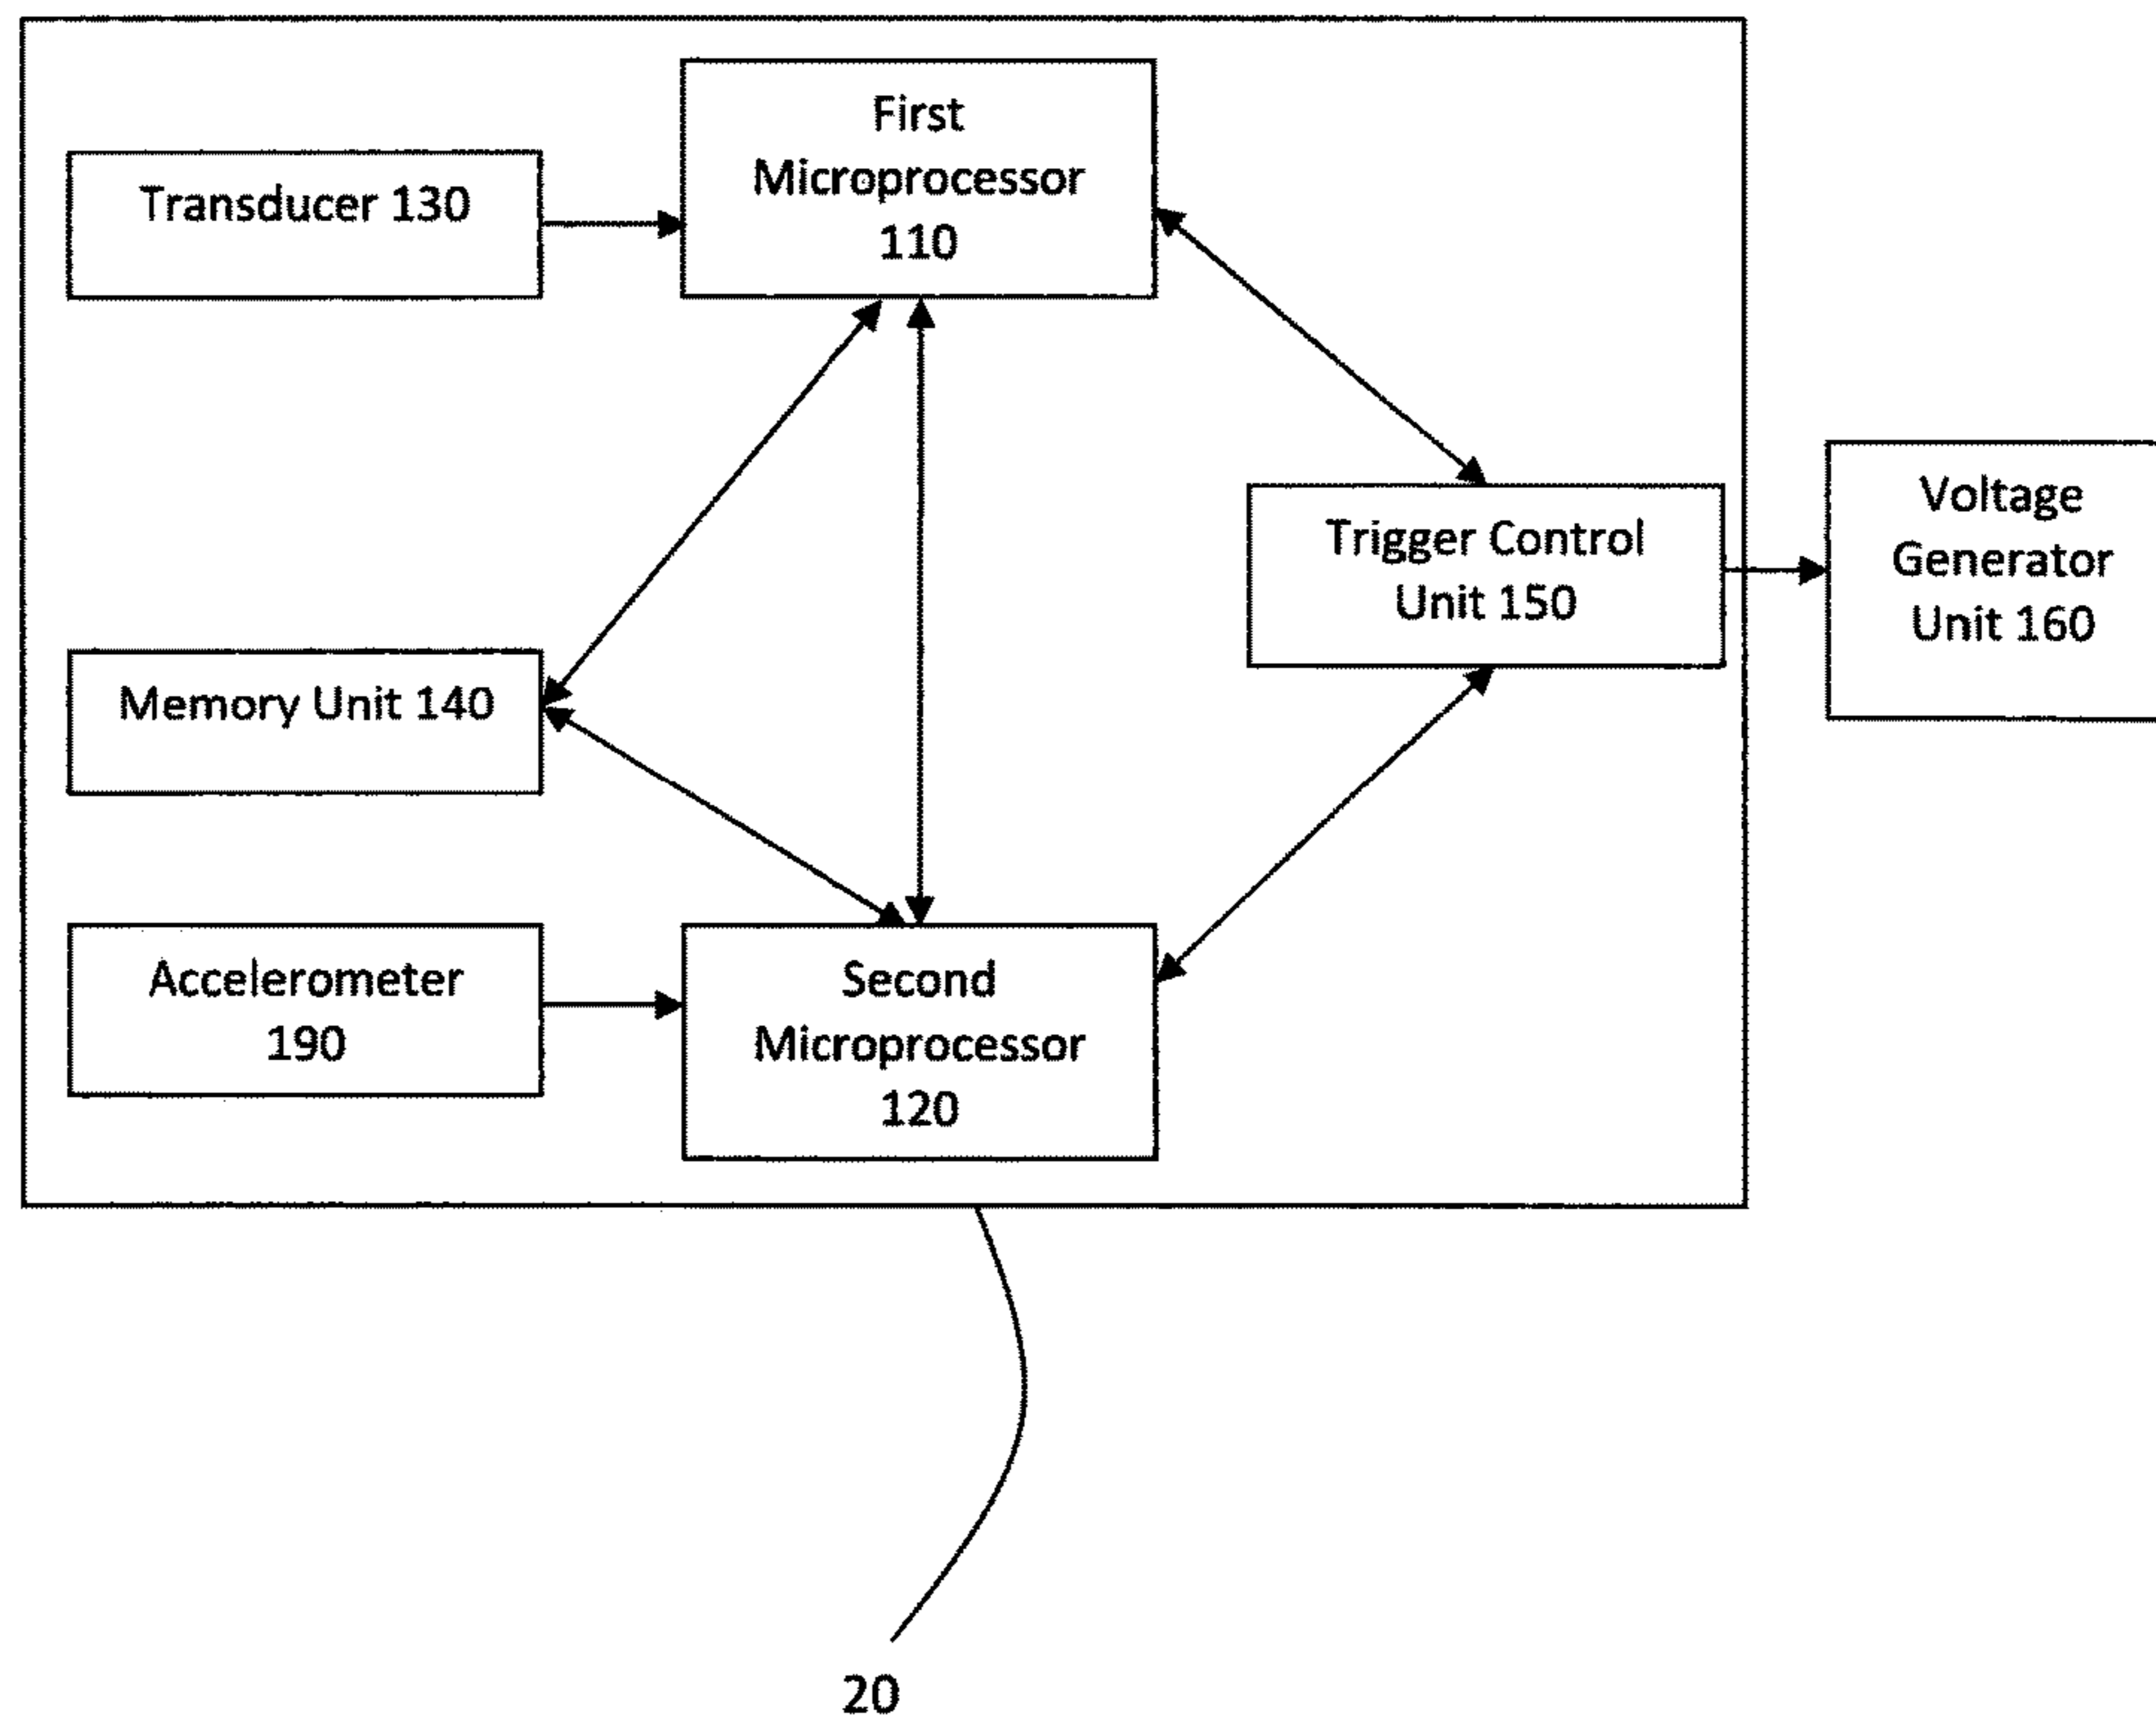 First
Microprocessor
110
Transducer 130
Trigger Control
Unit 150
Voltage
Generator
Unit 160
Memory Unit 140
Accelerometer
190
Second
Microprocessor
120
20